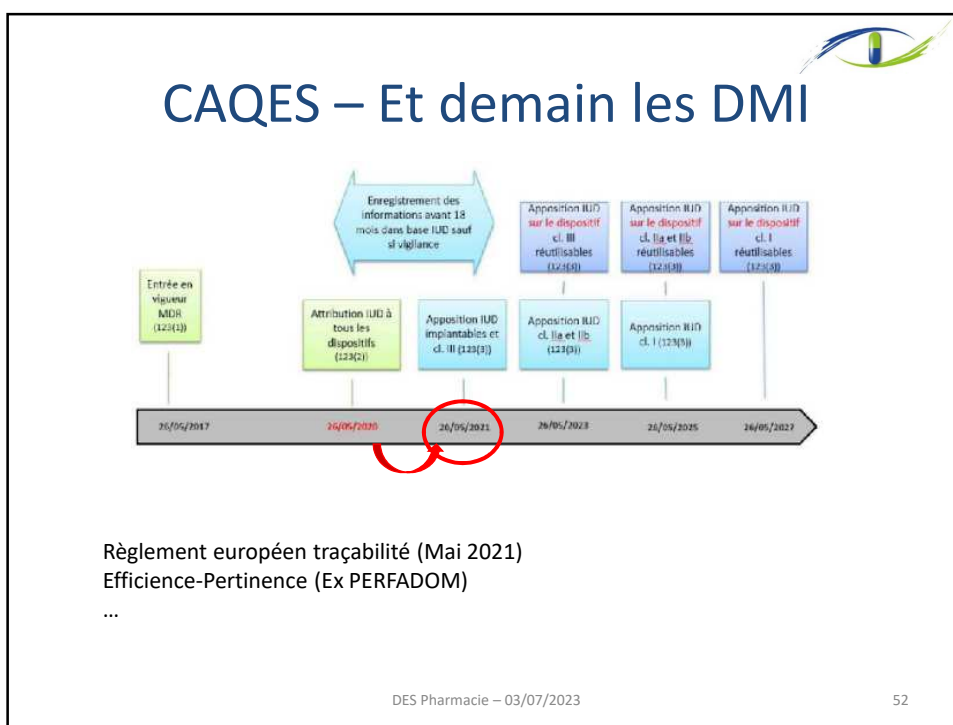 CAQES – Et demain les DMI
Enregistrement des
informations avant 18
mois dans base IUD sauf
si vigilance
Apposition IUD
sur le dispositif
cl. III
réutilisables
(123(3))
Apposition IUD
sur le dispositif
cl. IIa et IIb
réutilisables
(123(3))
Apposition IUD
sur le dispositif
cl. I
réutilisables
(123(3))
Entrée en
vigueur
MDR
(123(1))
Attribution IUD à
tous les
dispositifs
(123(2))
Apposition IUD
implantables et
cl. III (123(3))
Apposition IUD
cl. IIa et IIb
(123(3))
Apposition IUD
cl. I (123(3))
26/05/2017
26/05/2020
26/05/2021
26/05/2023
26/05/2025
26/05/2027
Règlement européen traçabilité (Mai 2021)
Efficience-Pertinence (Ex PERFADOM)
...
DES Pharmacie – 03/07/2023
52